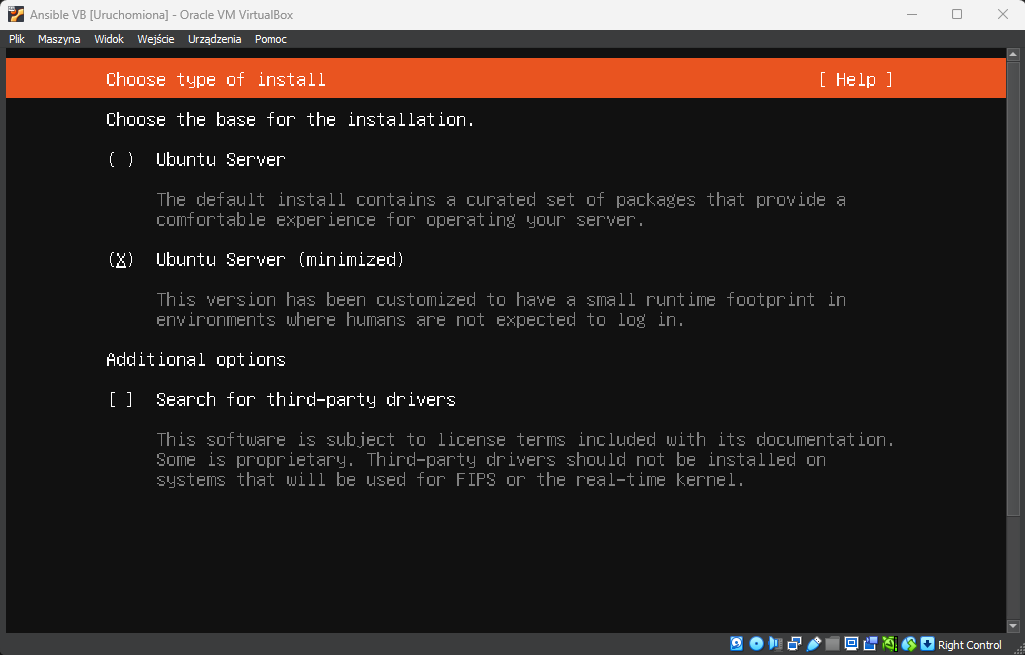 Ansible VB [Uruchomiona] - Oracle VM VirtualBox
Plik Maszyna Widok Wejście Urządzenia Pomoc
Choose type of install [ Help ]
Choose the base for the installation.
( ) Ubuntu Server
The default install contains a curated set of packages that provide a
comfortable experience for operating your server.
(X) Ubuntu Server (minimized)
This version has been customized to have a small runtime footprint in
environments where humans are not expected to log in.
Additional options
[ ] Search for third-party drivers
This software is subject to license terms included with its documentation.
Some is proprietary. Third-party drivers should not be installed on
systems that will be used for FIPS or the real-time kernel.
Right Control